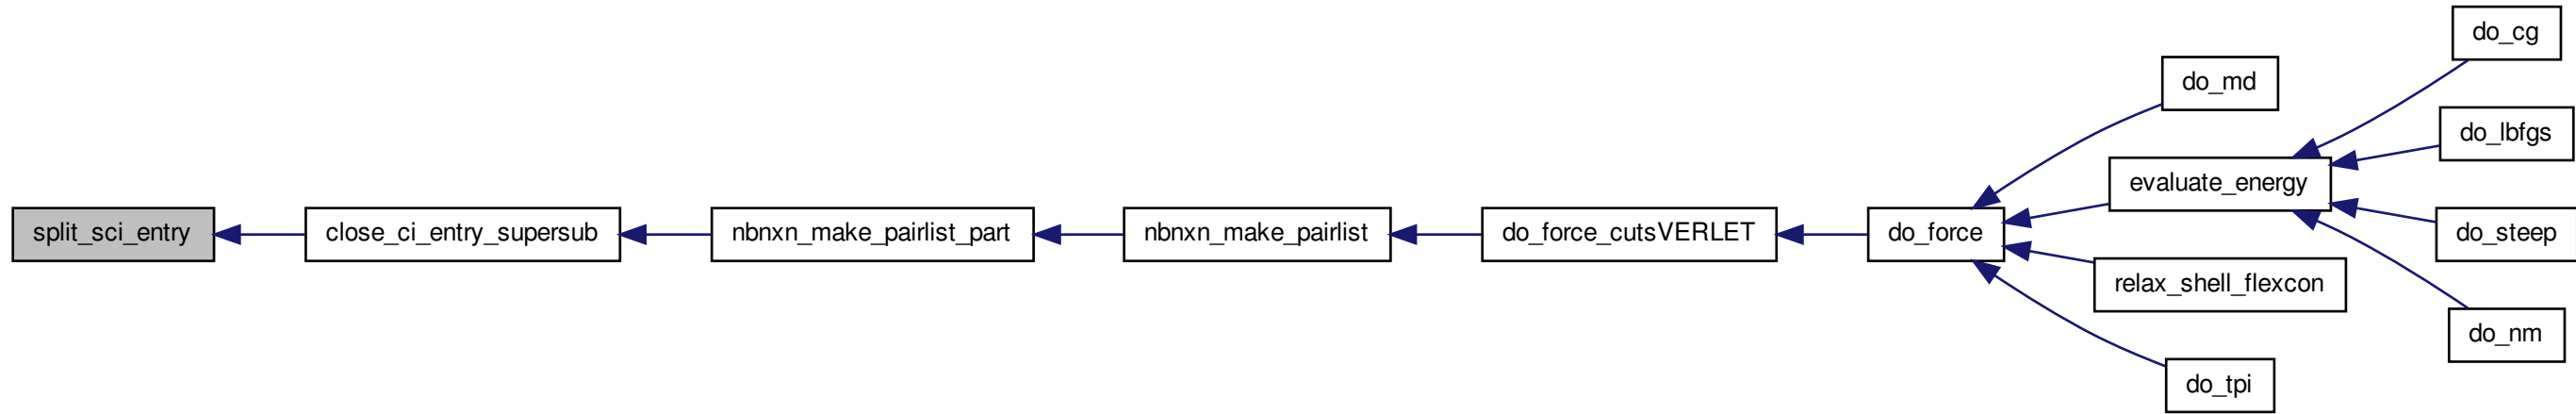 split_sci_entry
close_ci_entry_supersub
nbnxn_make_pairlist_part
nbnxn_make_pairlist
do_force_cutsVERLET
do_force
do_md
evaluate_energy
relax_shell_flexcon
do_tpi
do_cg
do_lbfgs
do_steep
do_nm